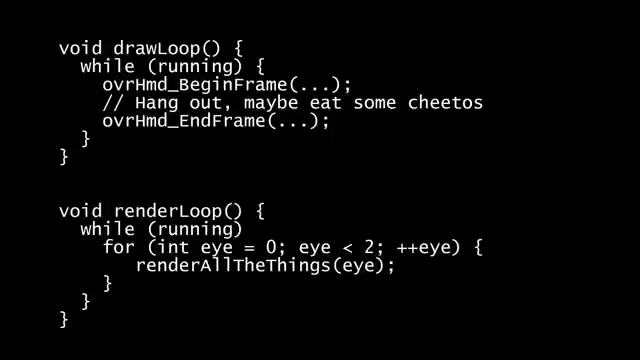 void drawLoop() {
  while (running) {
    ovrHmd_BeginFrame(...);
    // Hang out, maybe eat some cheetos
    ovrHmd_EndFrame(...);
  }
}
void renderLoop() {
  while (running)
    for (int eye = 0; eye < 2; ++eye) {
       renderAllTheThings(eye);
    }
  }
}